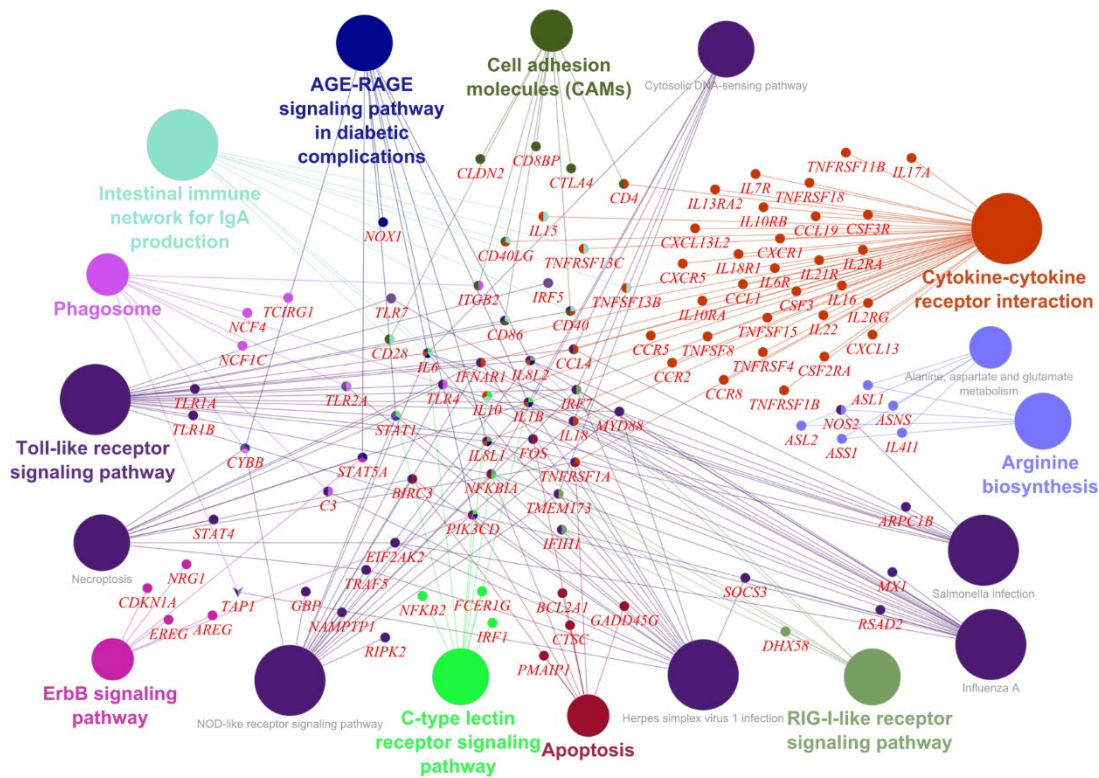 AGE-RAGE
signaling pathway
in diabetic
complications
Cell adhesion
molecules (CAMs)
Cytosolic DNA-sensing pathway
Intestinal immune
network for IgA
production
CLDN2
CD8BP
CTLA4
CD4
TNFRSF11B
IL17A
IL7R
TNFRSF18
IL13RA2
IL10RB
CCL19
CSF3R
NOX1
IL15
CD40LG
TNFRSF13C
CXCL13L2
CXCR1
IL18R1
IL21R
IL2RA
CXCR5
IL6R
Cytokine-cytokine
receptor interaction
Phagosome
TCIRG1
NCF4
NCF1C
TLR7
ITGB2
IRF5
TNFSF13B
CCL1
CSF3
IL16
IL10RA
IL2RG
TNFSF15
IL22
CD86
CD40
CD28
IL6
IFNAR1
IL8L2
CCL4
CCR5
TNFSF8
CXCL13
CCR2
TNFRSF4
CSF2RA
CCR8
TNFRSF1B
Alanine, aspartate and glutamate
metabolism
Toll-like receptor
signaling pathway
TLR1A
TLR1B
TLR2A
TLR4
IL10
IL1B
IRF7
MYD88
STAT1
IL18
ASL1
NOS2
ASNS
ASL2
ASS1
IL4I1
Arginine
biosynthesis
CYBB
STAT5A
IL8L1
FOS
BIRC3
NFKBIA
TNFRSF1A
C3
TMEM173
PIK3CD
IFIH1
ARPC1B
STAT4
Necroptosis
EIF2AK2
TRAF5
Salmonella infection
NRG1
CDKN1A
TAP1
GBP
NFKB2
FCER1G
BCL2A1
GADD45G
SOCS3
MX1
RSAD2
EREG
AREG
NAMPTP1
RIPK2
IRF1
CTSC
PMAIP1
DHX58
ErbB signaling
pathway
NOD-like receptor signaling pathway
C-type lectin
receptor signaling
pathway
Apoptosis
Herpes simplex virus 1 infection
RIG-I-like receptor
signaling pathway
Influenza A